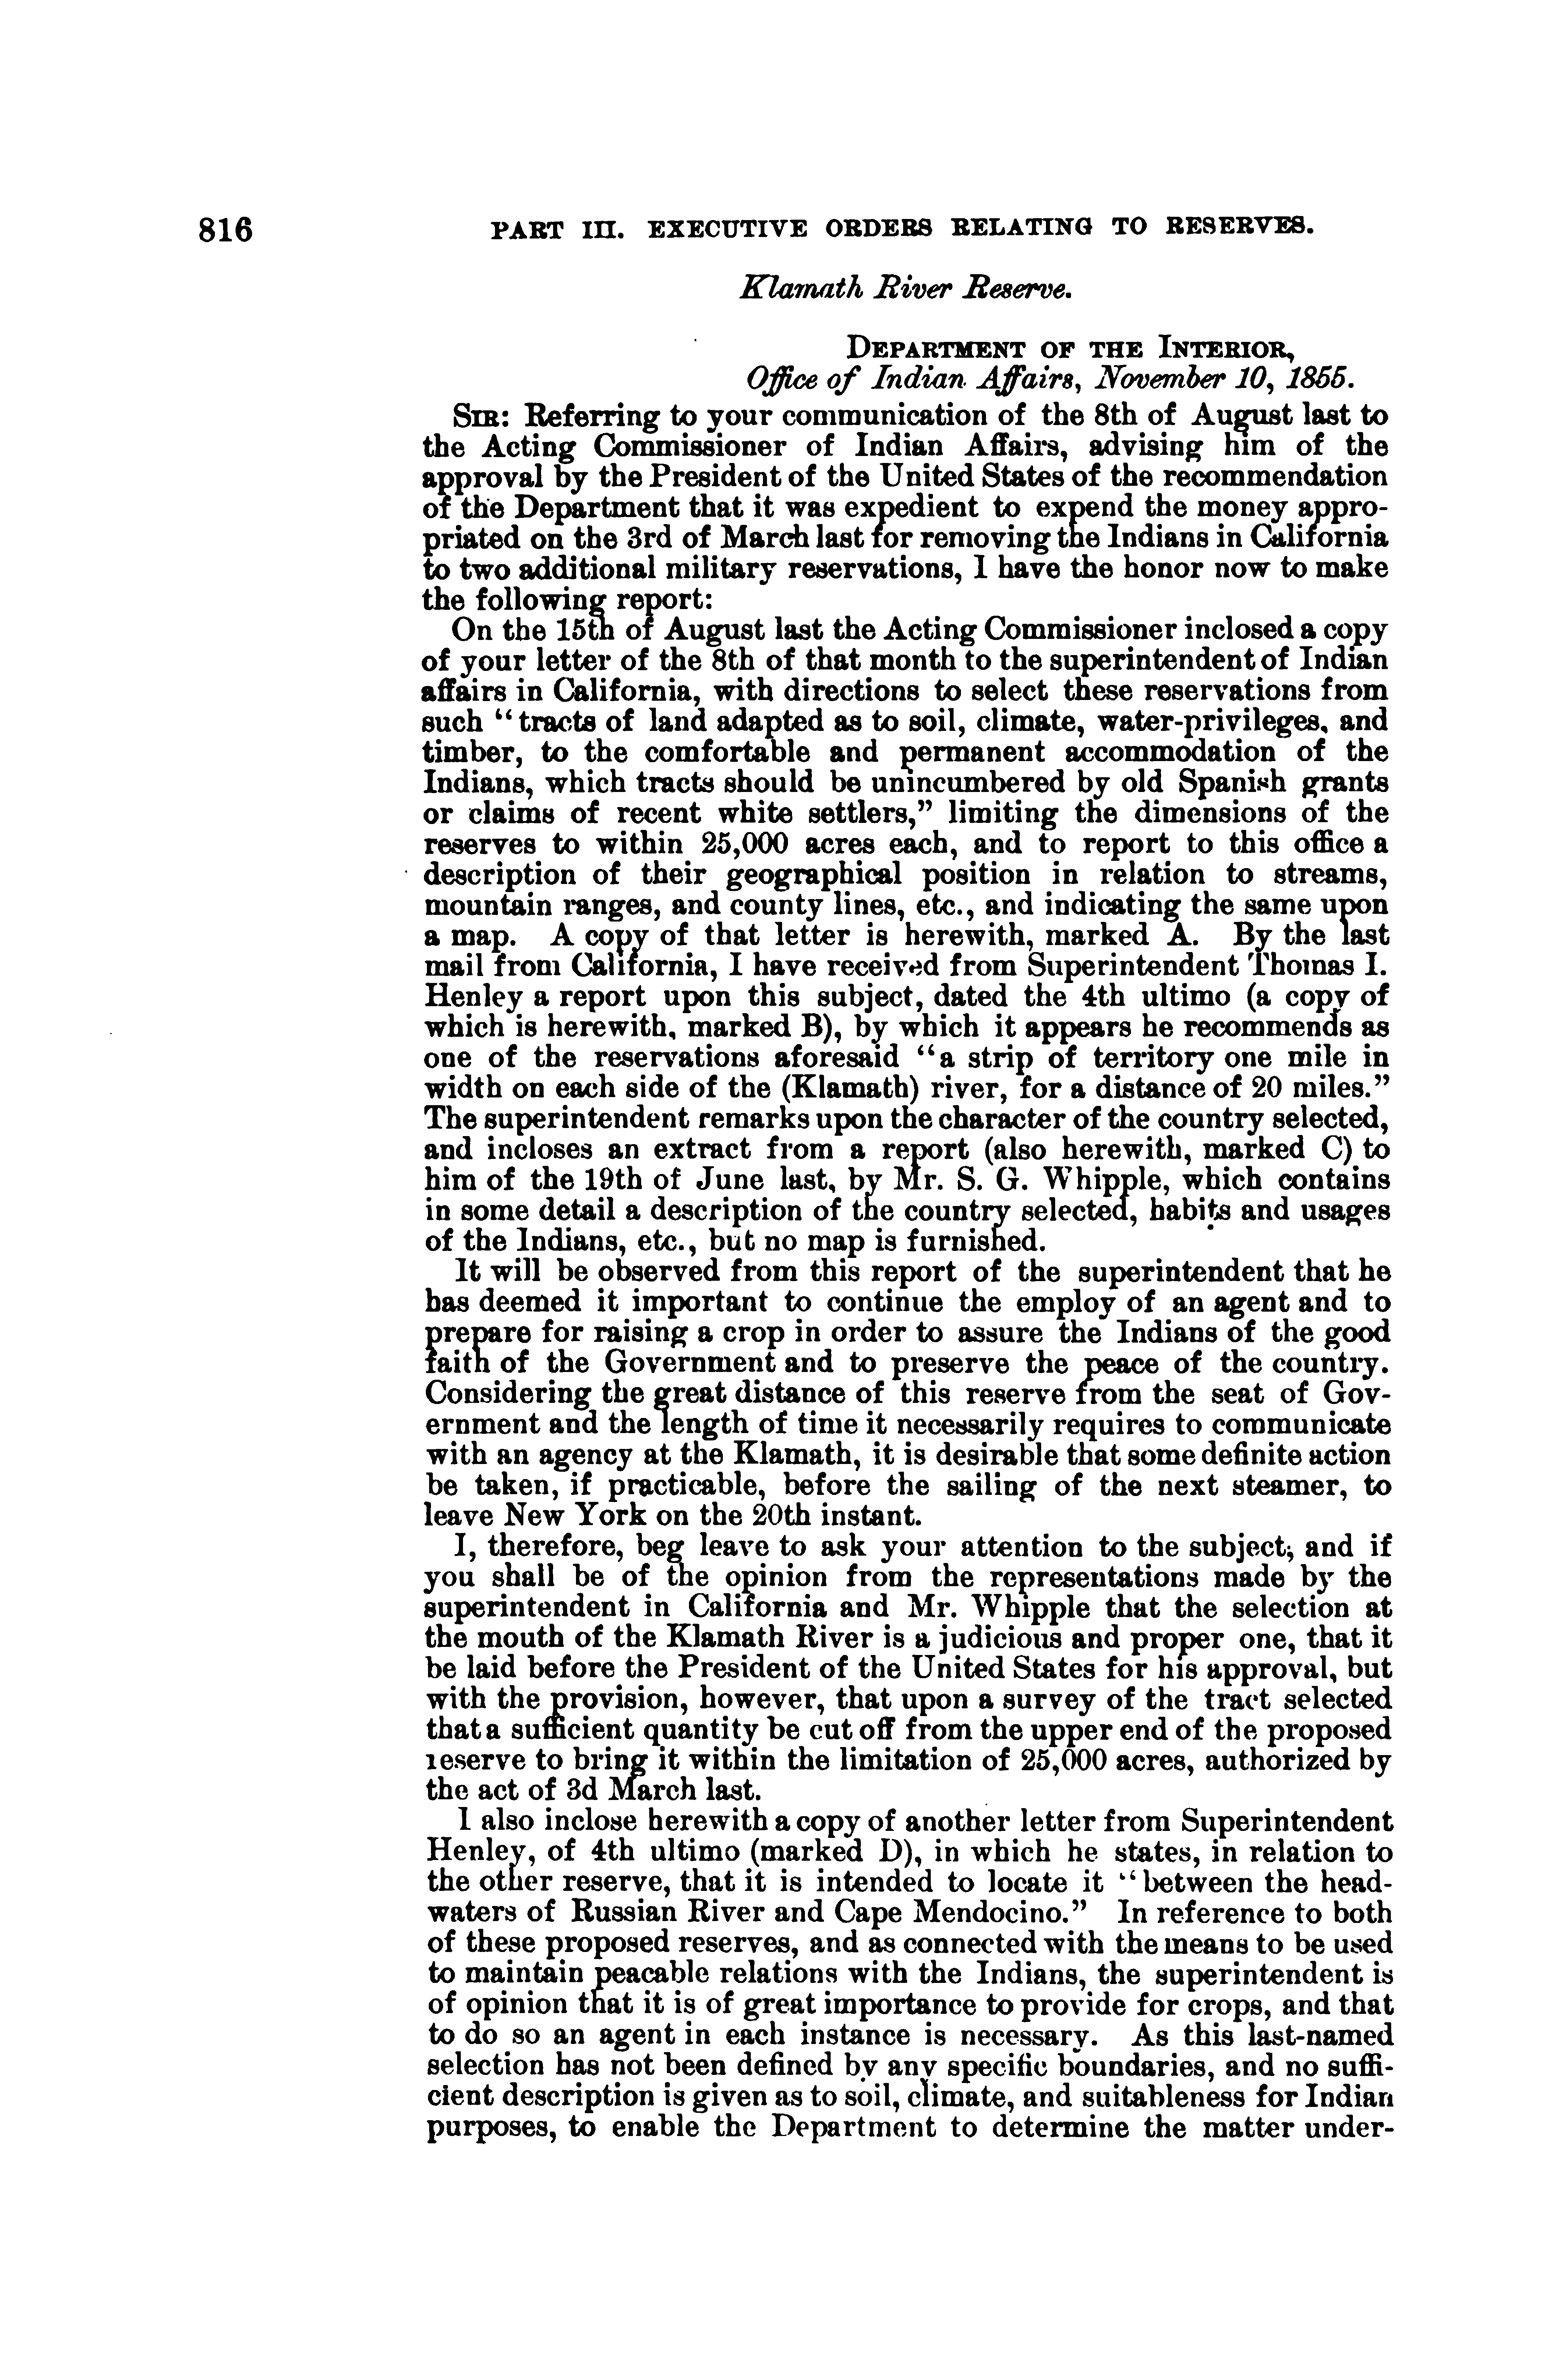 816 PART III. EXECUTIVE ORDERS RELATING TO RESERVES.
Klamath River Reserve.
DEPARTMENT OF THE INTERIOR,
Office of Indian Affairs, November 10, 1855.
SIR: Referring to your communication of the 8th of August last to
the Acting Commissioner of Indian Affairs, advising him of the
approval by the President of the United States of the recommendation
of the Department that it was expedient to expend the money appro-
priated on the 3rd of March last for removing the Indians in California
to two additional military reservations, I have the honor now to make
the following report:
On the 15th of August last the Acting Commissioner inclosed a copy
of your letter of the 8th of that month to the superintendent of Indian
affairs in California, with directions to select these reservations from
such "tracts of land adapted as to soil, climate, water-privileges, and
timber, to the comfortable and permanent accommodation of the
Indians, which tracts should be unincumbered by old Spanish grants
or claims of recent white settlers," limiting the dimensions of the
reserves to within 25,000 acres each, and to report to this office a
description of their geographical position in relation to streams,
mountain ranges, and county lines, etc., and indicating the same upon
a map. A copy of that letter is herewith, marked A. By the last
mail from California, I have received from Superintendent Thomas I.
Henley a report upon this subject, dated the 4th ultimo (a copy of
which is herewith, marked B), by which it appears he recommends as
one of the reservations aforesaid "a strip of territory one mile in
width on each side of the (Klamath) river, for a distance of 20 miles."
The superintendent remarks upon the character of the country selected,
and incloses an extract from a report (also herewith, marked C) to
him of the 19th of June last, by Mr. S. G. Whipple, which contains
in some detail a description of the country selected, habits and usages
of the Indians, etc., but no map is furnished.
It will be observed from this report of the superintendent that he
has deemed it important to continue the employ of an agent and to
prepare for raising a crop in order to assure the Indians of the good
faith of the Government and to preserve the peace of the country.
Considering the great distance of this reserve from the seat of Gov-
ernment and the length of time it necessarily requires to communicate
with an agency at the Klamath, it is desirable that some definite action
be taken, if practicable, before the sailing of the next steamer, to
leave New York on the 20th instant.
I, therefore, beg leave to ask your attention to the subject; and if
you shall be of the opinion from the representations made by the
superintendent in California and Mr. Whipple that the selection at
the mouth of the Klamath River is a judicious and proper one, that it
be laid before the President of the United States for his approval, but
with the provision, however, that upon a survey of the tract selected
that a sufficient quantity be cut off from the upper end of the proposed
reserve to bring it within the limitation of 25,000 acres, authorized by
the act of 3d March last.
I also inclose herewith a copy of another letter from Superintendent
Henley, of 4th ultimo (marked D), in which he states, in relation to
the other reserve, that it is intended to locate it "between the head-
waters of Russian River and Cape Mendocino." In reference to both
of these proposed reserves, and as connected with the means to be used
to maintain peacable relations with the Indians, the superintendent is
of opinion that it is of great importance to provide for crops, and that
to do so an agent in each instance is necessary. As this last-named
selection has not been defined by any specific boundaries, and no suffi-
cient description is given as to soil, climate, and suitableness for Indian
purposes, to enable the Department to determine the matter under-